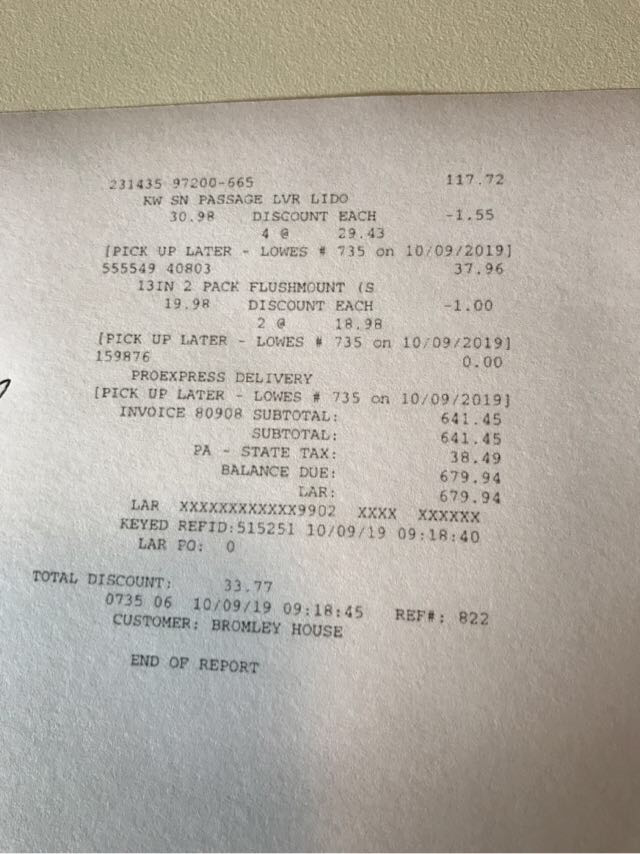 231435 97200-665 117.72
KW SN PASSAGE LVR LIDO
30.98 DISCOUNT EACH -1.55
4 @ 29.43
[PICK UP LATER - LOWES # 735 on 10/09/2019]
555549 40803 37.96
13IN 2 PACK FLUSHMOUNT (S
19.98 DISCOUNT EACH -1.00
2 @ 18.98
[PICK UP LATER - LOWES # 735 on 10/09/2019]
159876 0.00
PROEXPRESS DELIVERY
[PICK UP LATER - LOWES # 735 on 10/09/2019]
INVOICE 80908 SUBTOTAL: 641.45
SUBTOTAL: 641.45
PA - STATE TAX: 38.49
BALANCE DUE: 679.94
LAR: 679.94
LAR XXXXXXXXXXXX9902 XXXX XXXXXX
KEYED REFID:515251 10/09/19 09:18:40
LAR PO: 0
TOTAL DISCOUNT: 33.77
0735 06 10/09/19 09:18:45 REF#: 822
CUSTOMER: BROMLEY HOUSE
END OF REPORT